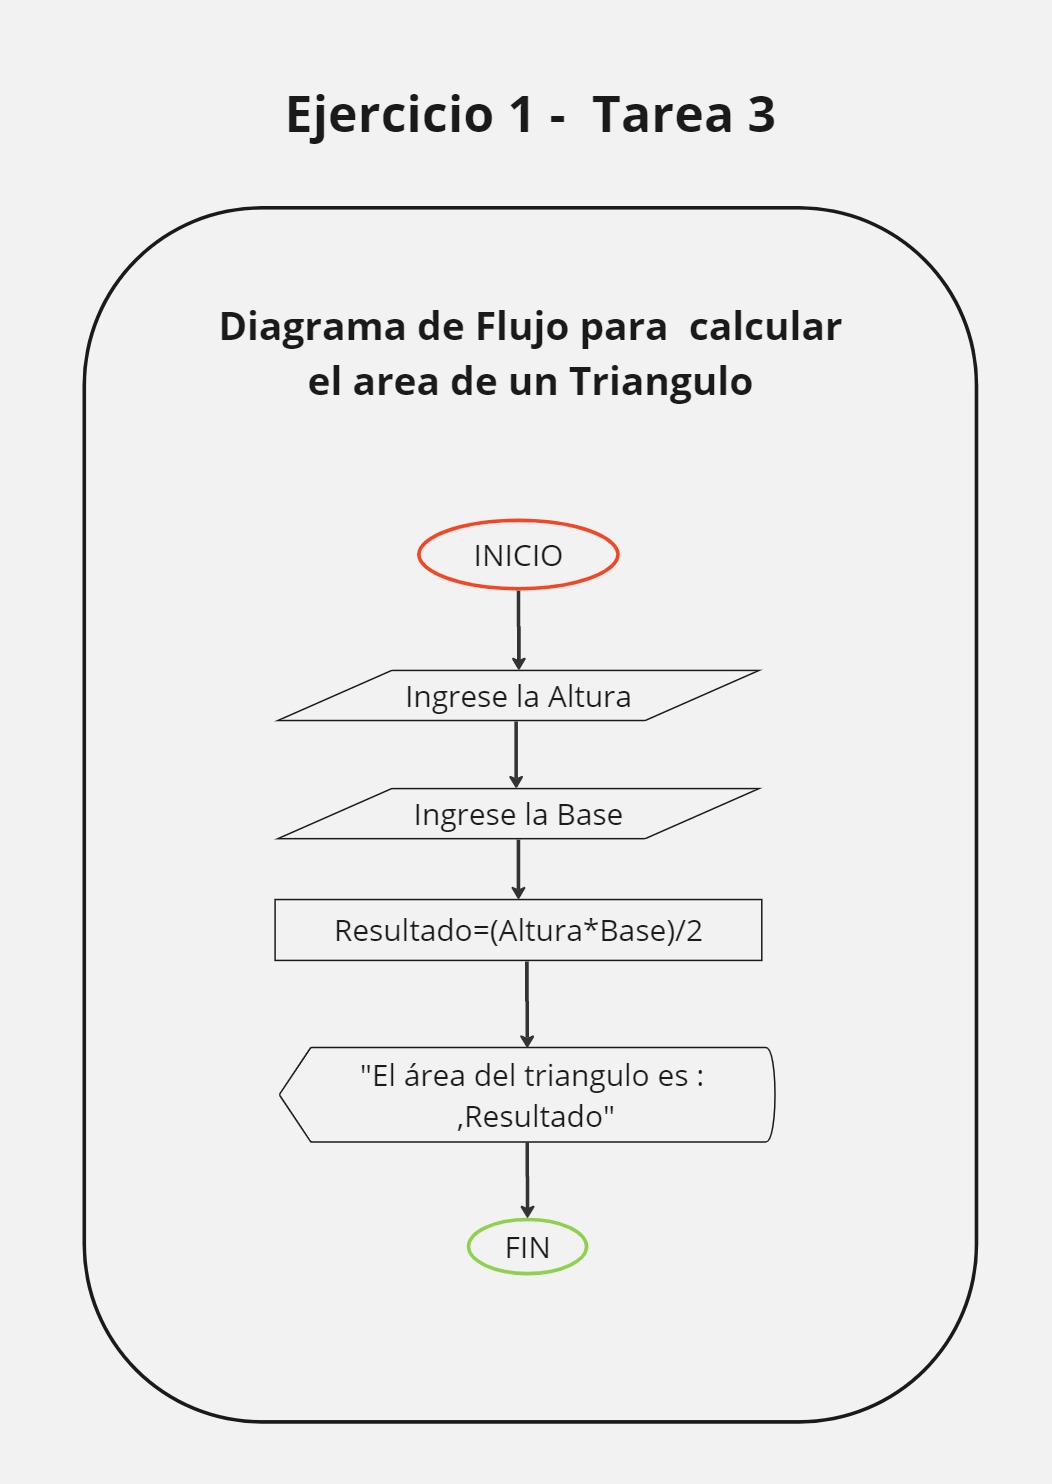 Ejercicio 1 -  Tarea 3
Diagrama de Flujo para  calcular
el area de un Triangulo
INICIO
Ingrese la Altura
Ingrese la Base
Resultado=(Altura*Base)/2
"El área del triangulo es :
,Resultado"
FIN